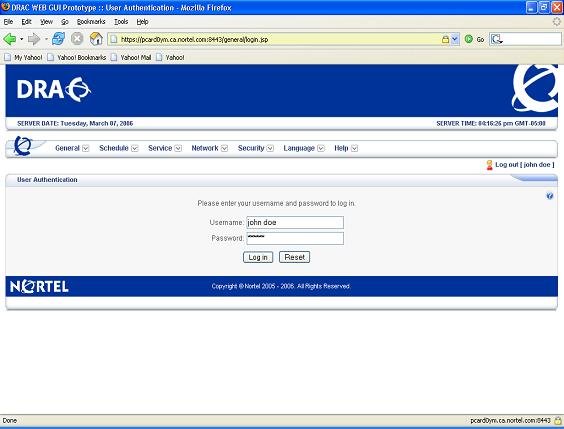 DRAC WEB GUI Prototype :: User Authentication - Mozilla Firefox
File Edit View Go Bookmarks Tools Help
https://pcard0ym.ca.nortel.com:8443/general/login.jsp
Go
My Yahoo! Yahoo! Bookmarks Yahoo! Mail Yahoo!
DRAC
SERVER DATE: Tuesday, March 07, 2006 SERVER TIME: 04:16:26 pm GMT-05:00
General Schedule Service Network Security Language Help
Log out [ john doe ]
User Authentication
Please enter your username and password to log in.
Username: john doe
Password: ******
Log in Reset
NORTEL Copyright © Nortel 2005 - 2006. All Rights Reserved.
Done pcard0ym.ca.nortel.com:8443